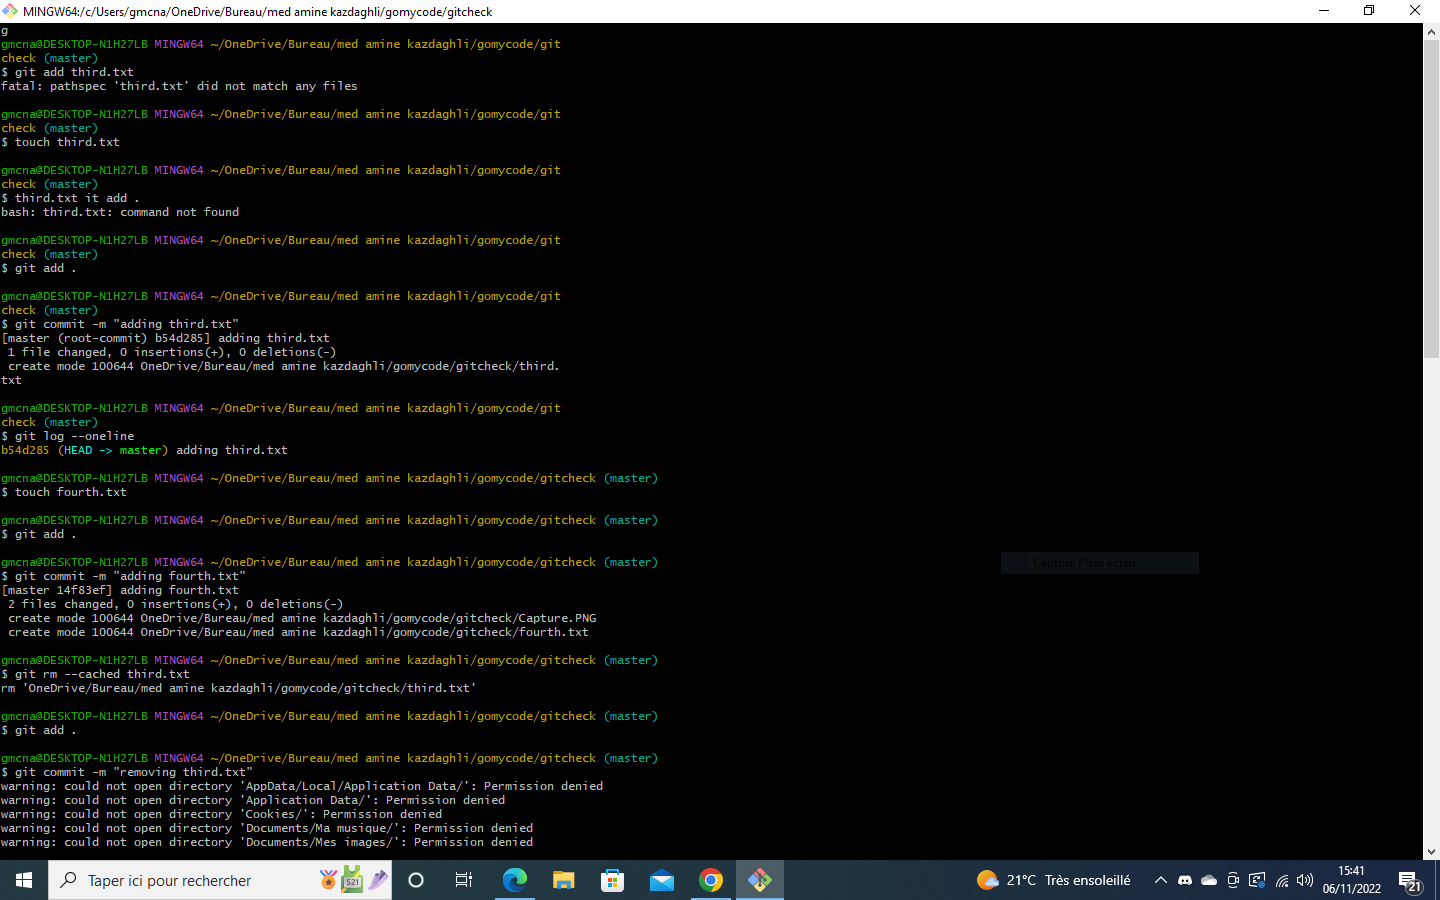 MINGW64:/c/Users/gmcna/OneDrive/Bureau/med amine kazdaghli/gomycode/gitcheck
g
gmcna@DESKTOP-N1H27LB MINGW64 ~/OneDrive/Bureau/med amine kazdaghli/gomycode/git
check (master)
$ git add third.txt
fatal: pathspec 'third.txt' did not match any files
gmcna@DESKTOP-N1H27LB MINGW64 ~/OneDrive/Bureau/med amine kazdaghli/gomycode/git
check (master)
$ touch third.txt
gmcna@DESKTOP-N1H27LB MINGW64 ~/OneDrive/Bureau/med amine kazdaghli/gomycode/git
check (master)
$ third.txt it add .
bash: third.txt: command not found
gmcna@DESKTOP-N1H27LB MINGW64 ~/OneDrive/Bureau/med amine kazdaghli/gomycode/git
check (master)
$ git add .
gmcna@DESKTOP-N1H27LB MINGW64 ~/OneDrive/Bureau/med amine kazdaghli/gomycode/git
check (master)
$ git commit -m "adding third.txt"
[master (root-commit) b54d285] adding third.txt
1 file changed, 0 insertions(+), 0 deletions(-)
create mode 100644 OneDrive/Bureau/med amine kazdaghli/gomycode/gitcheck/third.
txt
gmcna@DESKTOP-N1H27LB MINGW64 ~/OneDrive/Bureau/med amine kazdaghli/gomycode/git
check (master)
$ git log --oneline
b54d285 (HEAD -> master) adding third.txt
gmcna@DESKTOP-N1H27LB MINGW64 ~/OneDrive/Bureau/med amine kazdaghli/gomycode/gitcheck (master)
$ touch fourth.txt
gmcna@DESKTOP-N1H27LB MINGW64 ~/OneDrive/Bureau/med amine kazdaghli/gomycode/gitcheck (master)
$ git add .
gmcna@DESKTOP-N1H27LB MINGW64 ~/OneDrive/Bureau/med amine kazdaghli/gomycode/gitcheck (master)
Capture Plein écran
$ git commit -m "adding fourth.txt"
[master 14f83ef] adding fourth.txt
2 files changed, 0 insertions(+), 0 deletions(-)
create mode 100644 OneDrive/Bureau/med amine kazdaghli/gomycode/gitcheck/Capture.PNG
create mode 100644 OneDrive/Bureau/med amine kazdaghli/gomycode/gitcheck/fourth.txt
gmcna@DESKTOP-N1H27LB MINGW64 ~/OneDrive/Bureau/med amine kazdaghli/gomycode/gitcheck (master)
$ git rm --cached third.txt
rm 'OneDrive/Bureau/med amine kazdaghli/gomycode/gitcheck/third.txt'
gmcna@DESKTOP-N1H27LB MINGW64 ~/OneDrive/Bureau/med amine kazdaghli/gomycode/gitcheck (master)
$ git add .
gmcna@DESKTOP-N1H27LB MINGW64 ~/OneDrive/Bureau/med amine kazdaghli/gomycode/gitcheck (master)
$ git commit -m "removing third.txt"
warning: could not open directory 'AppData/Local/Application Data/': Permission denied
warning: could not open directory 'Application Data/': Permission denied
warning: could not open directory 'Cookies/': Permission denied
warning: could not open directory 'Documents/Ma musique/': Permission denied
warning: could not open directory 'Documents/Mes images/': Permission denied
Taper ici pour rechercher
521
21°C Très ensoleillé
15:41
06/11/2022
21